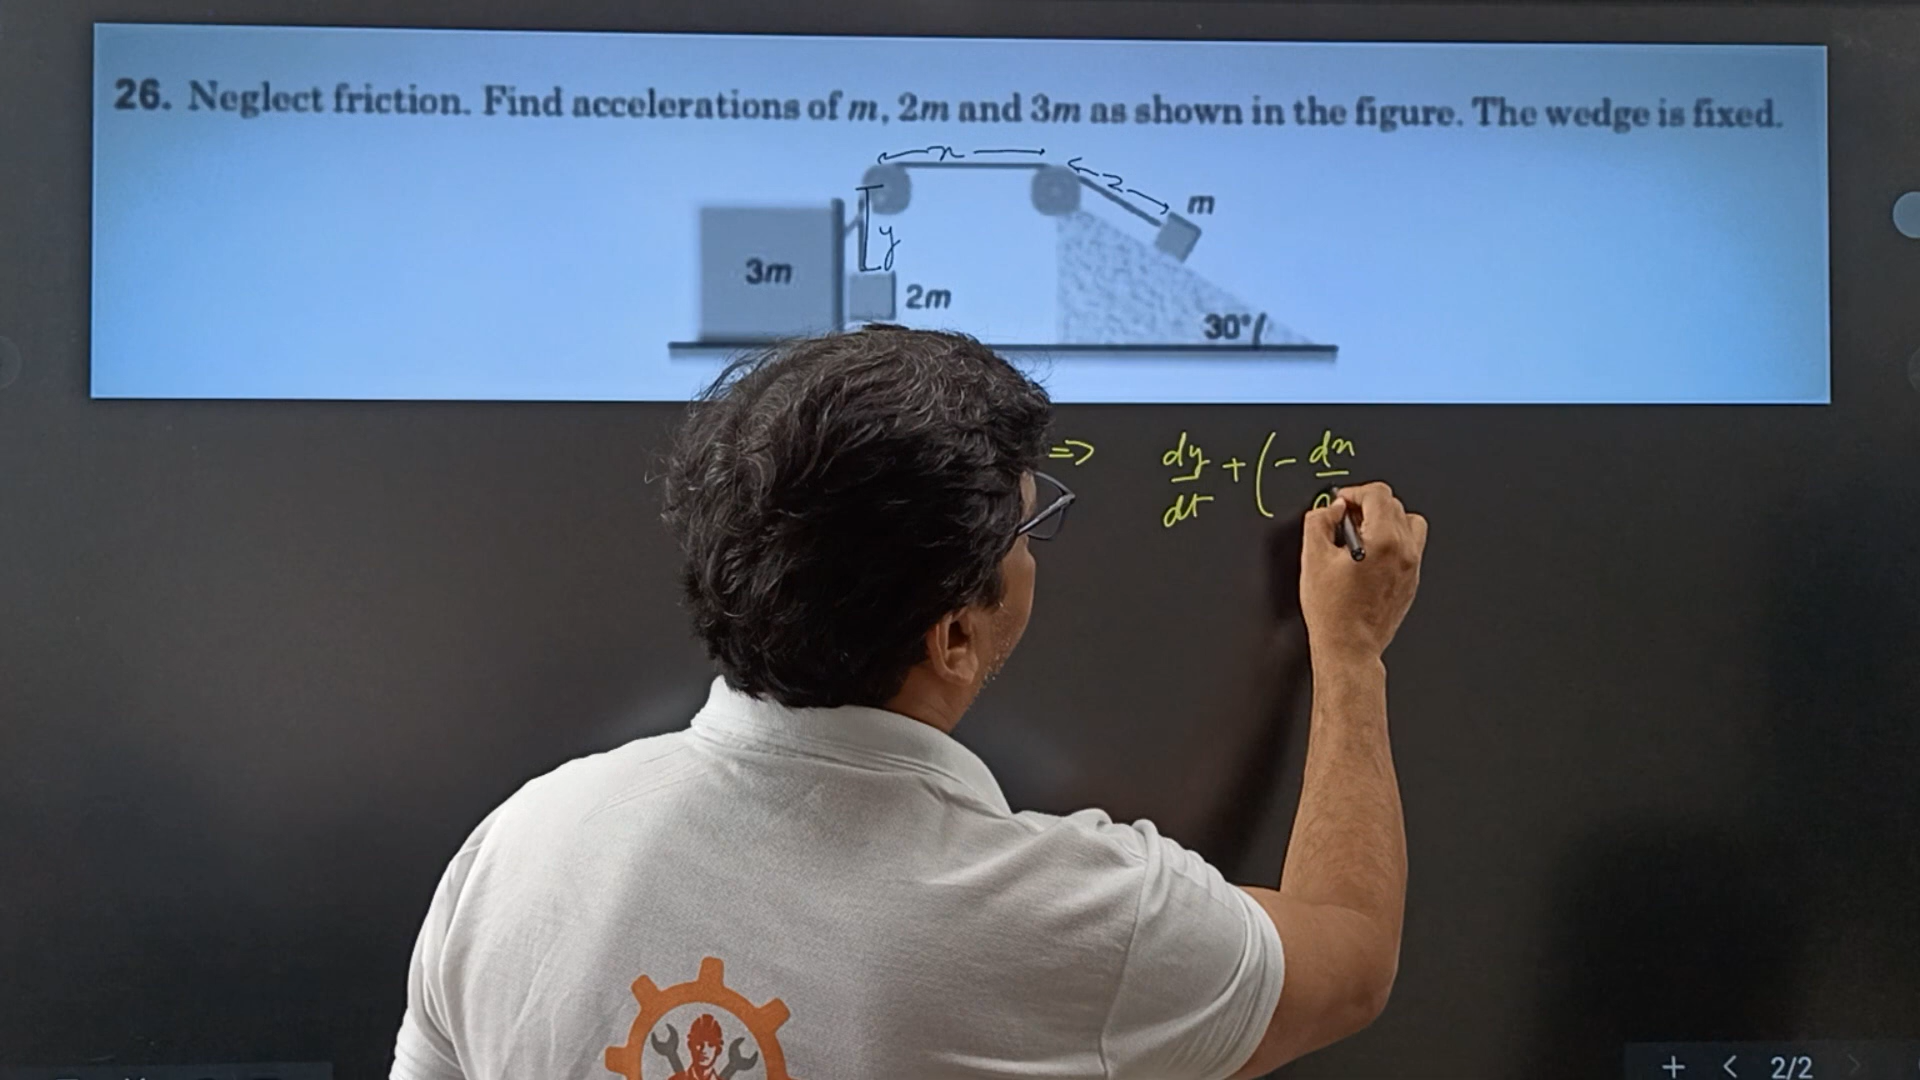 26. Neglect friction. Find accelerations of m, 2m and 3m as shown in the figure. The wedge is fixed.
x
z
m
y
3m
2m
30°
=> dy/dt + (- dx
+ < 2/2 >